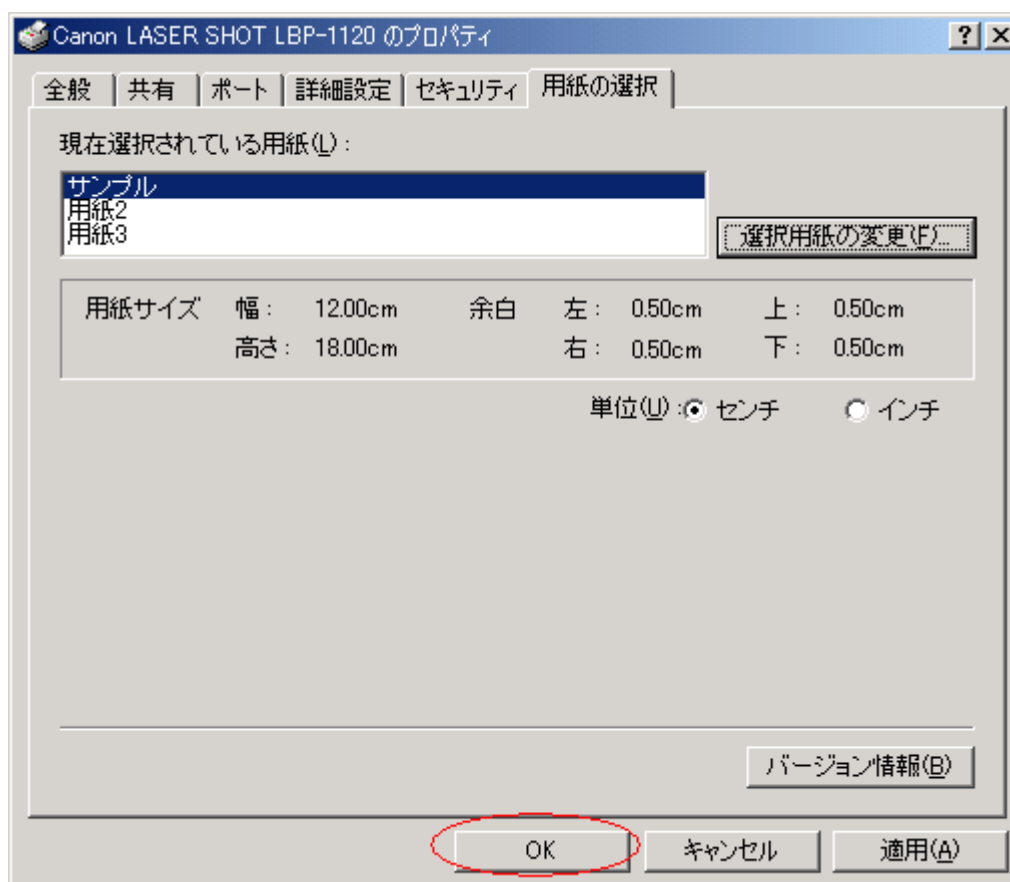 Canon LASER SHOT LBP-1120 のプロパティ
全般 共有 ポート 詳細設定 セキュリティ 用紙の選択
現在選択されている用紙(L):
サンプル
用紙2
用紙3
選択用紙の変更(F)...
用紙サイズ 幅: 12.00cm 余白 左: 0.50cm 上: 0.50cm
高さ: 18.00cm 右: 0.50cm 下: 0.50cm
単位(U): センチ インチ
バージョン情報(B)
OK キャンセル 適用(A)